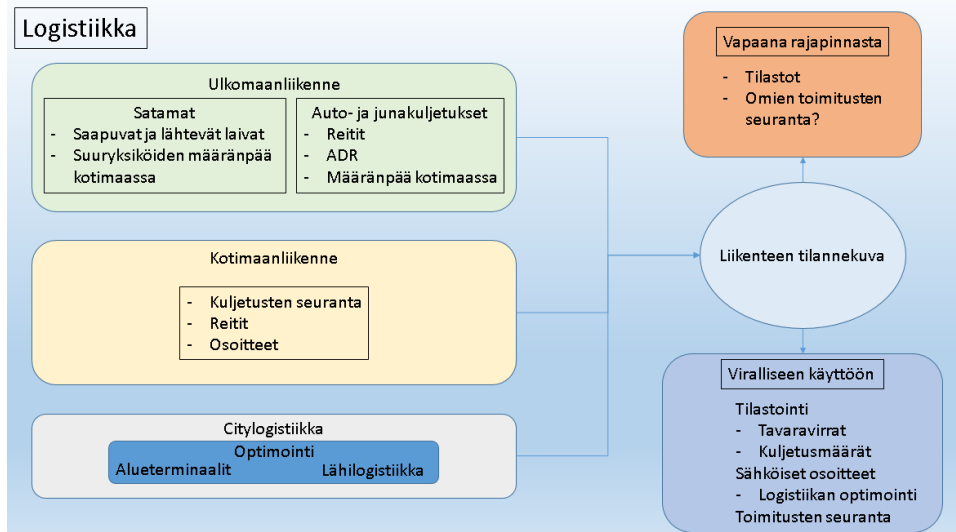 Logistiikka
Ulkomaanliikenne
Satamat
- Saapuvat ja lähtevät laivat
- Suuryksiköiden määränpää
kotimaassa
Auto- ja junakuljetukset
- Reitit
- ADR
- Määränpää kotimaassa
Kotimaanliikenne
- Kuljetusten seuranta
- Reitit
- Osoitteet
Citylogistiikka
Optimointi
Alueterminaalit
Lähilogistiikka
Vapaana rajapinnasta
- Tilastot
- Omien toimitusten
seuranta?
Liikenteen tilannekuva
Viralliseen käyttöön
Tilastointi
- Tavaravirrat
- Kuljetusmäärät
Sähköiset osoitteet
- Logistiikan optimointi
Toimitusten seuranta